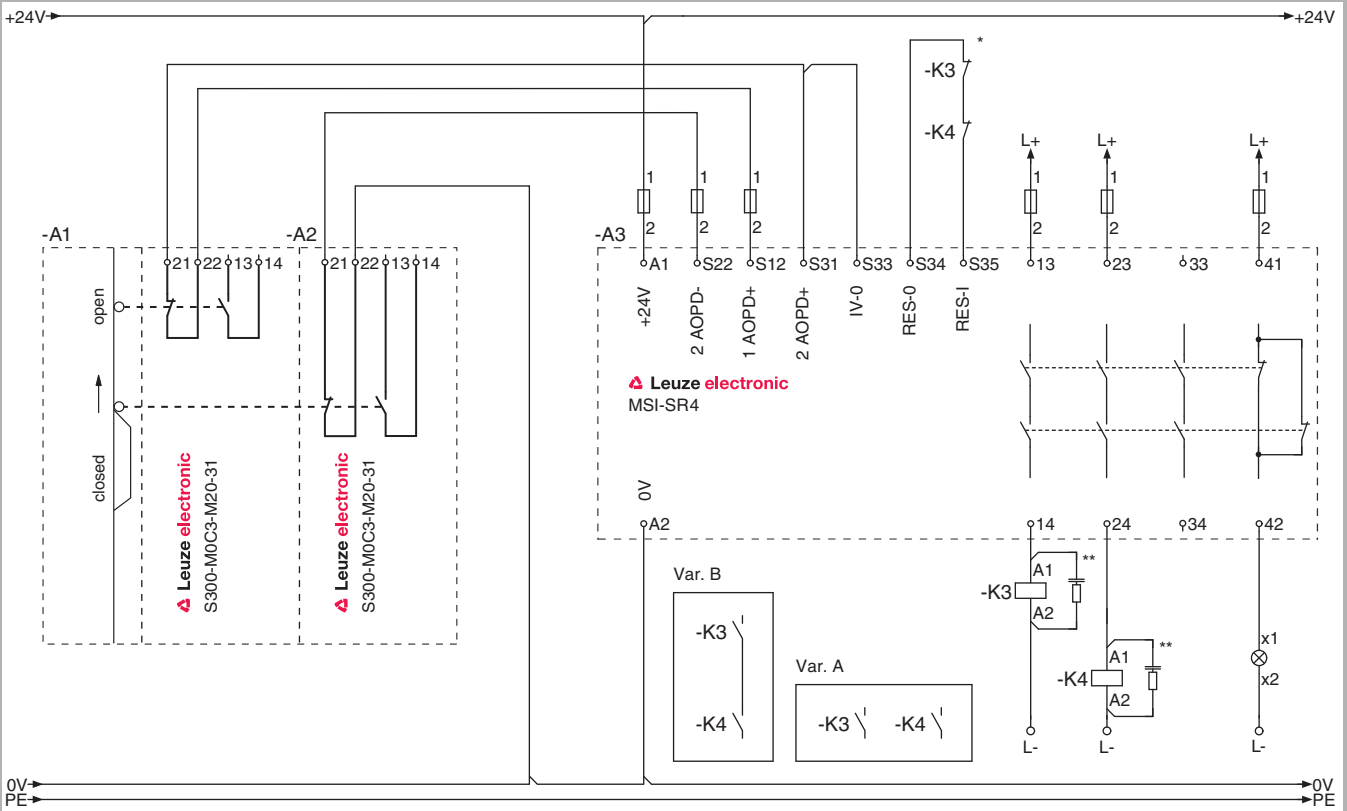 +24V
+24V
*
-K3
-K4
L+
L+
L+
1
1
1
1
1
1
2
2
2
2
2
2
-A1
-A2
-A3
21
22
13
14
21
22
13
14
A1
S22
S12
S31
S33
S34
S35
13
23
33
41
open
closed
+24V
2 AOPD-
1 AOPD+
2 AOPD+
IV-0
RES-0
RES-I
Leuze electronic
MSI-SR4
Leuze electronic
S300-M0C3-M20-31
Leuze electronic
S300-M0C3-M20-31
0V
A2
14
24
34
42
-K3
A1
A2
**
-K4
A1
A2
**
x1
x2
L-
L-
L-
Var. B
-K3
-K4
Var. A
-K3
-K4
0V
0V
PE
PE